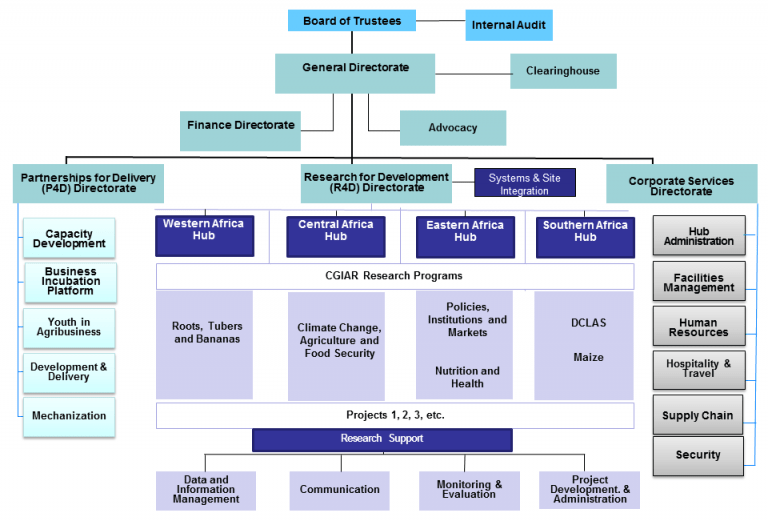 Board of Trustees
Internal Audit
General Directorate
Clearinghouse
Finance Directorate
Advocacy
Partnerships for Delivery
(P4D) Directorate
Research for Development
(R4D) Directorate
Systems & Site
Integration
Corporate Services
Directorate
Capacity
Development
Business
Incubation
Platform
Youth in
Agribusiness
Development &
Delivery
Mechanization
Western Africa
Hub
Central Africa
Hub
Eastern Africa
Hub
Southern Africa
Hub
CGIAR Research Programs
Roots, Tubers
and Bananas
Climate Change,
Agriculture and
Food Security
Policies,
Institutions and
Markets
Nutrition and
Health
DCLAS
Maize
Projects 1, 2, 3, etc.
Research Support
Data and
Information
Management
Communication
Monitoring &
Evaluation
Project
Development. &
Administration
Hub
Administration
Facilities
Management
Human
Resources
Hospitality &
Travel
Supply Chain
Security